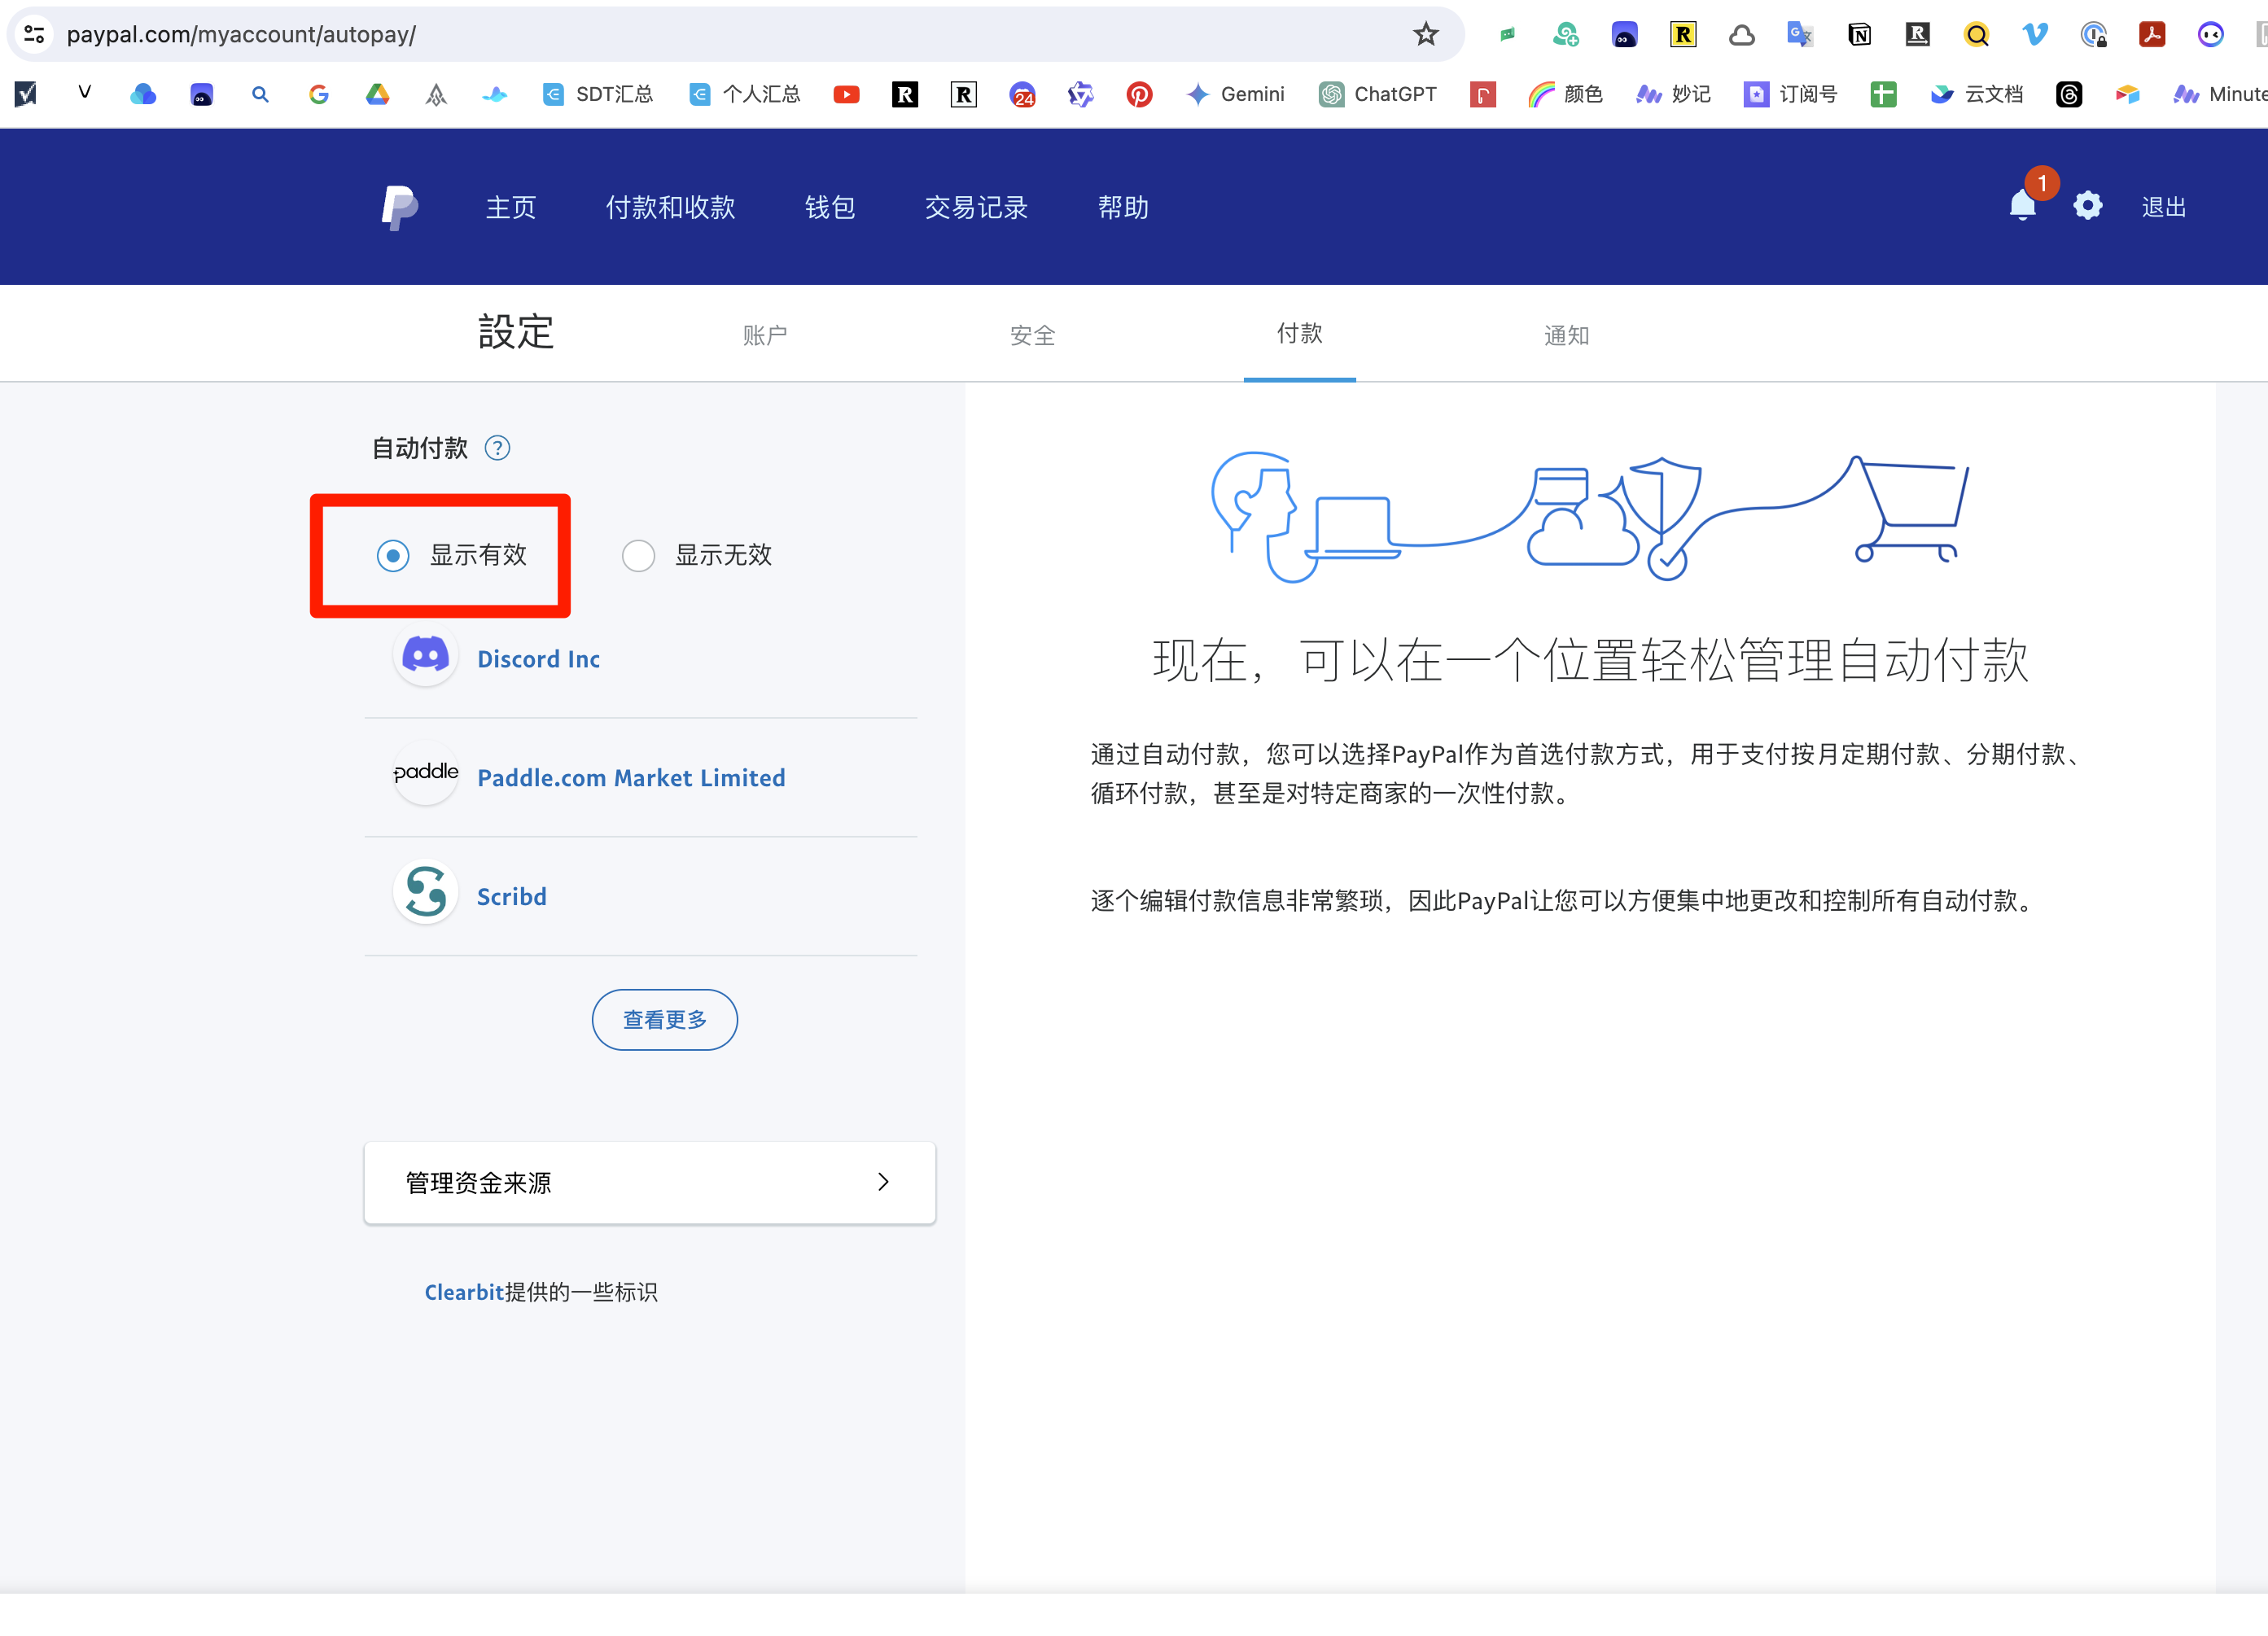 paypal.com/myaccount/autopay/
SDT汇总 个人汇总 24 Gemini ChatGPT 颜色 妙记 订阅号 云文档 Minute
主页 付款和收款 钱包 交易记录 帮助 1 退出
設定 账户 安全 付款 通知
自动付款 ?
显示有效 显示无效
Discord Inc
paddle Paddle.com Market Limited
Scribd
查看更多
管理资金来源
Clearbit提供的一些标识
现在，可以在一个位置轻松管理自动付款
通过自动付款，您可以选择PayPal作为首选付款方式，用于支付按月定期付款、分期付款、
循环付款，甚至是对特定商家的一次性付款。
逐个编辑付款信息非常繁琐，因此PayPal让您可以方便集中地更改和控制所有自动付款。